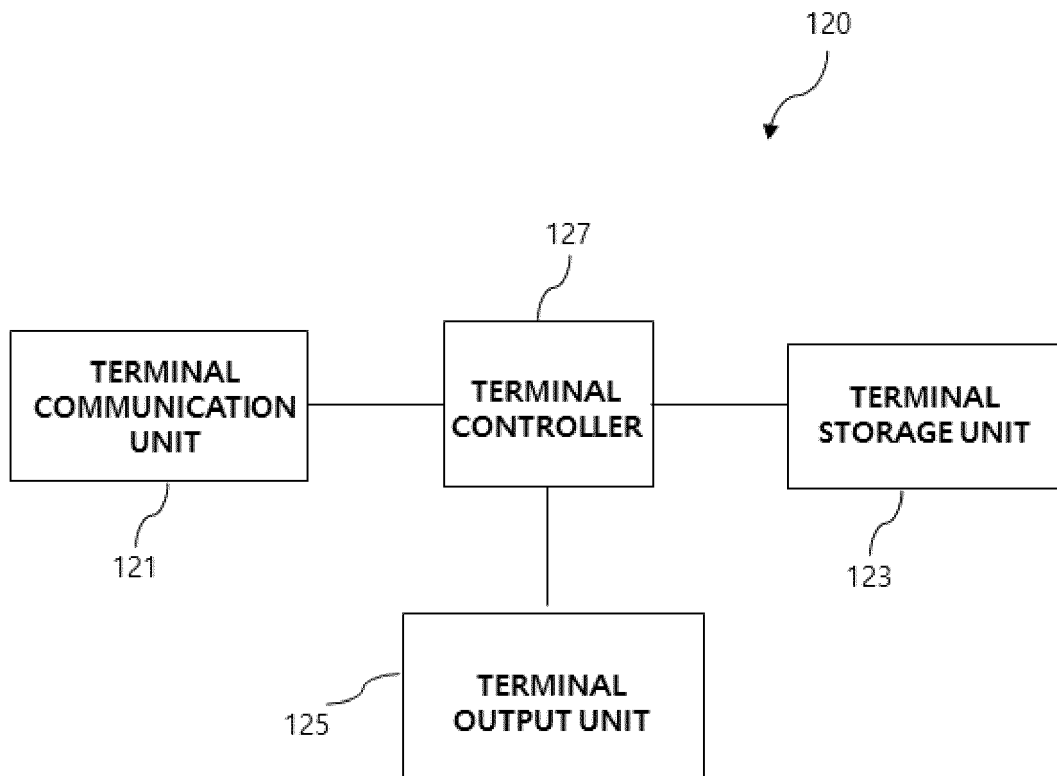 120
127
TERMINAL
COMMUNICATION
UNIT
TERMINAL
CONTROLLER
TERMINAL
STORAGE UNIT
121
123
TERMINAL
OUTPUT UNIT
125